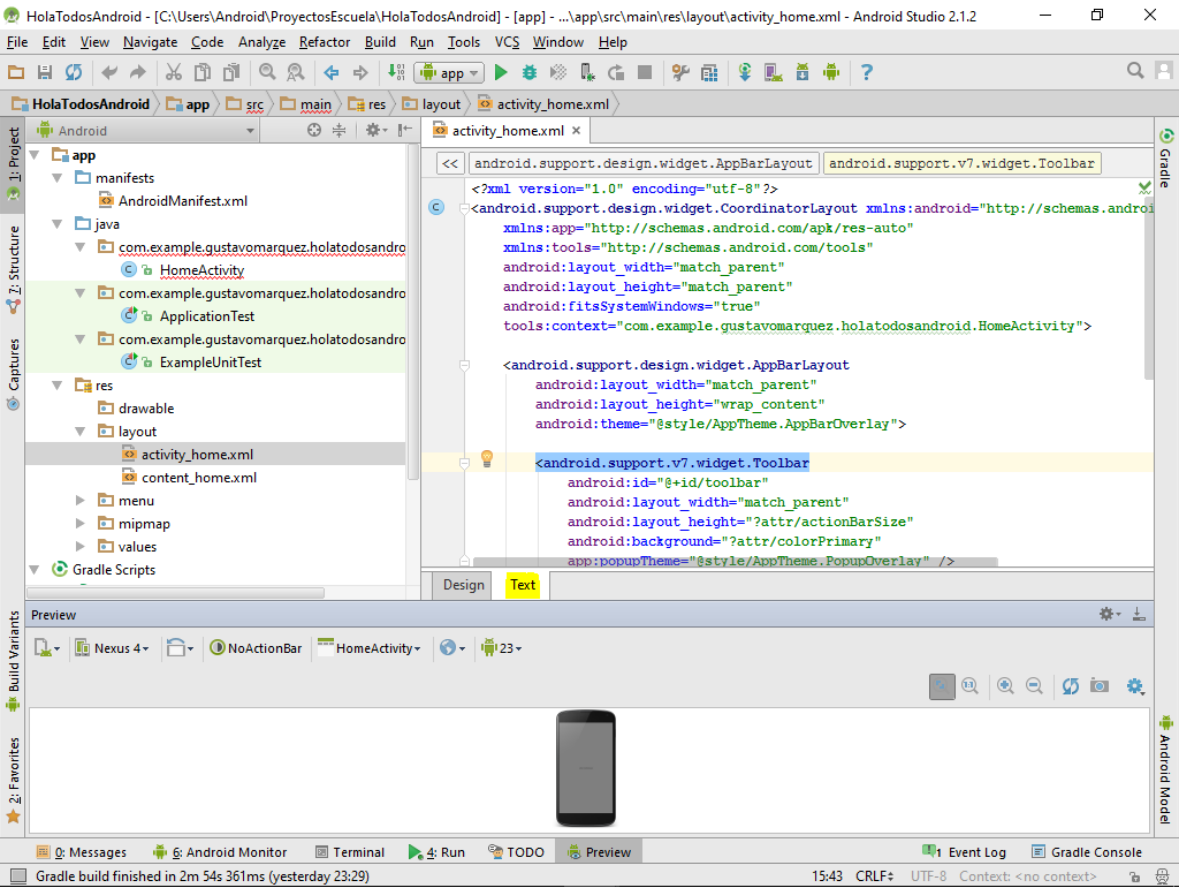 HolaTodosAndroid - [C:\Users\Android\ProyectosEscuela\HolaTodosAndroid] - [app] - ...\app\src\main\res\layout\activity_home.xml - Android Studio 2.1.2
File Edit View Navigate Code Analyze Refactor Build Run Tools VCS Window Help
app
HolaTodosAndroid app src main res layout activity_home.xml
1: Project
7: Structure
Captures
Build Variants
2: Favorites
Android
app
manifests
AndroidManifest.xml
java
com.example.gustavomarquez.holatodosandro
HomeActivity
com.example.gustavomarquez.holatodosandro
ApplicationTest
com.example.gustavomarquez.holatodosandro
ExampleUnitTest
res
drawable
layout
activity_home.xml
content_home.xml
menu
mipmap
values
Gradle Scripts
activity_home.xml
<< android.support.design.widget.AppBarLayout android.support.v7.widget.Toolbar
<?xml version="1.0" encoding="utf-8"?>
<android.support.design.widget.CoordinatorLayout xmlns:android="http://schemas.androi
xmlns:app="http://schemas.android.com/apk/res-auto"
xmlns:tools="http://schemas.android.com/tools"
android:layout_width="match_parent"
android:layout_height="match_parent"
android:fitsSystemWindows="true"
tools:context="com.example.gustavomarquez.holatodosandroid.HomeActivity">
<android.support.design.widget.AppBarLayout
android:layout_width="match_parent"
android:layout_height="wrap_content"
android:theme="@style/AppTheme.AppBarOverlay">
<android.support.v7.widget.Toolbar
android:id="@+id/toolbar"
android:layout_width="match_parent"
android:layout_height="?attr/actionBarSize"
android:background="?attr/colorPrimary"
app:popupTheme="@style/AppTheme.PopupOverlay" />
Design Text
Gradle
Android Model
Preview
Nexus 4 NoActionBar HomeActivity 23
1:1
0: Messages 6: Android Monitor Terminal 4: Run TODO Preview 1 Event Log Gradle Console
Gradle build finished in 2m 54s 361ms (yesterday 23:29) 15:43 CRLF UTF-8 Context: <no context>